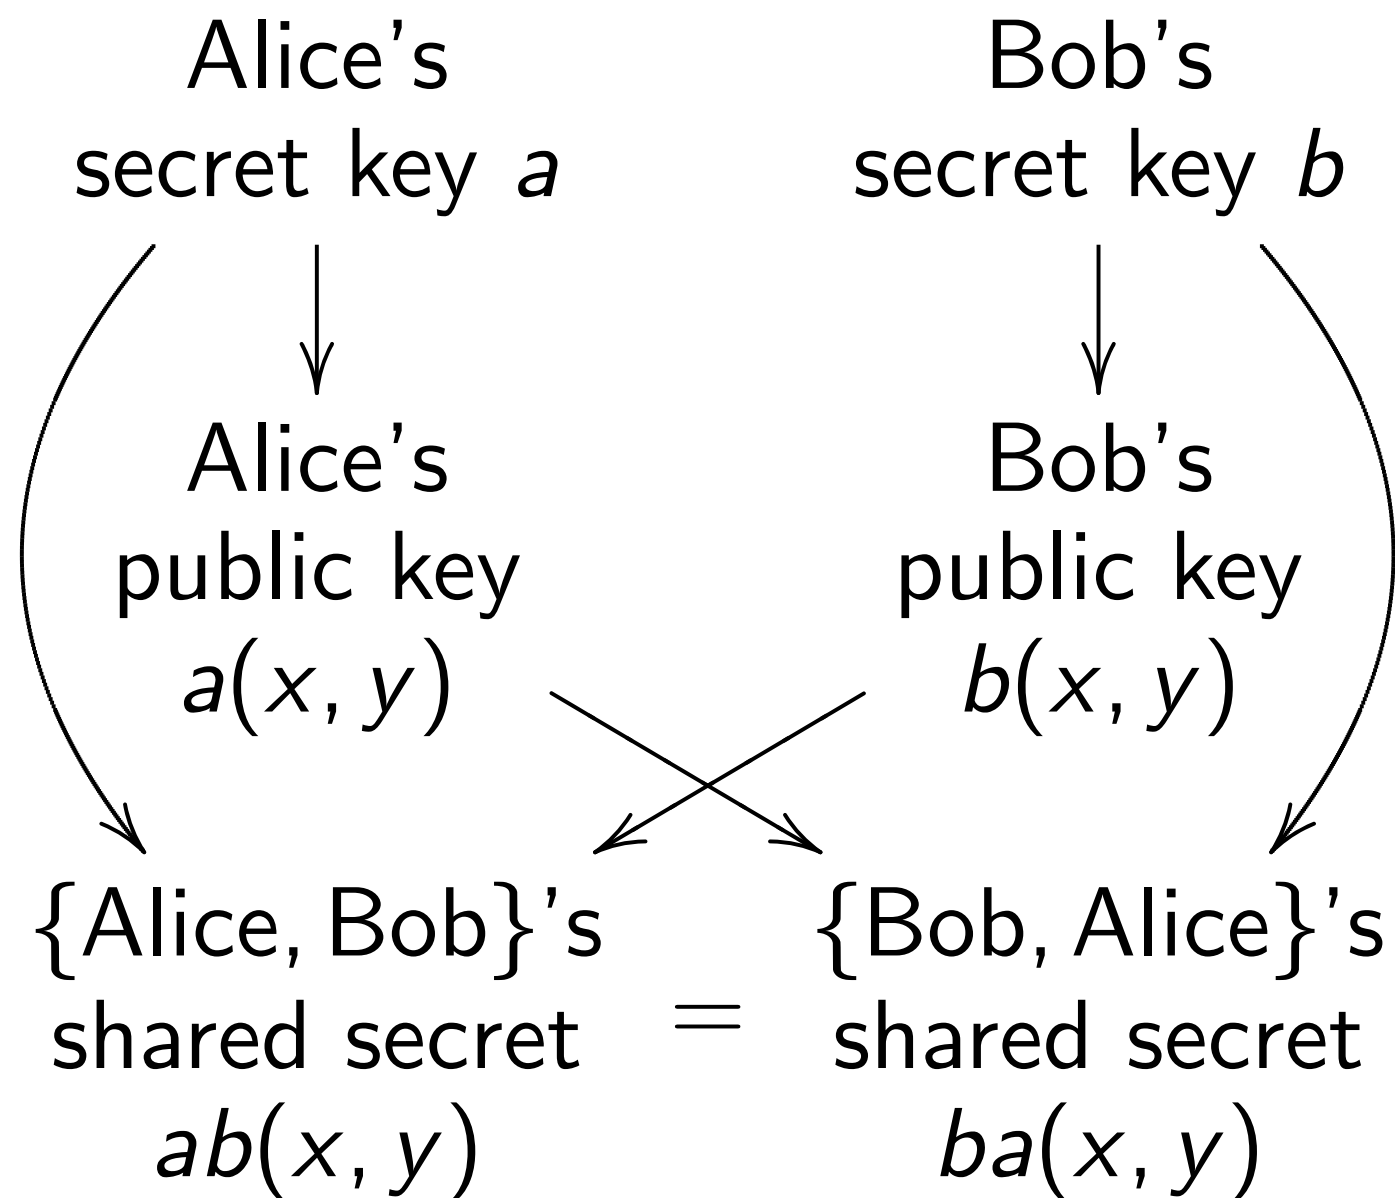 Alice's
secret key a
Bob's
secret key b
Alice's
public key
a(x, y)
Bob's
public key
b(x, y)
{Alice, Bob}'s
shared secret
ab(x, y)
=
{Bob, Alice}'s
shared secret
ba(x, y)